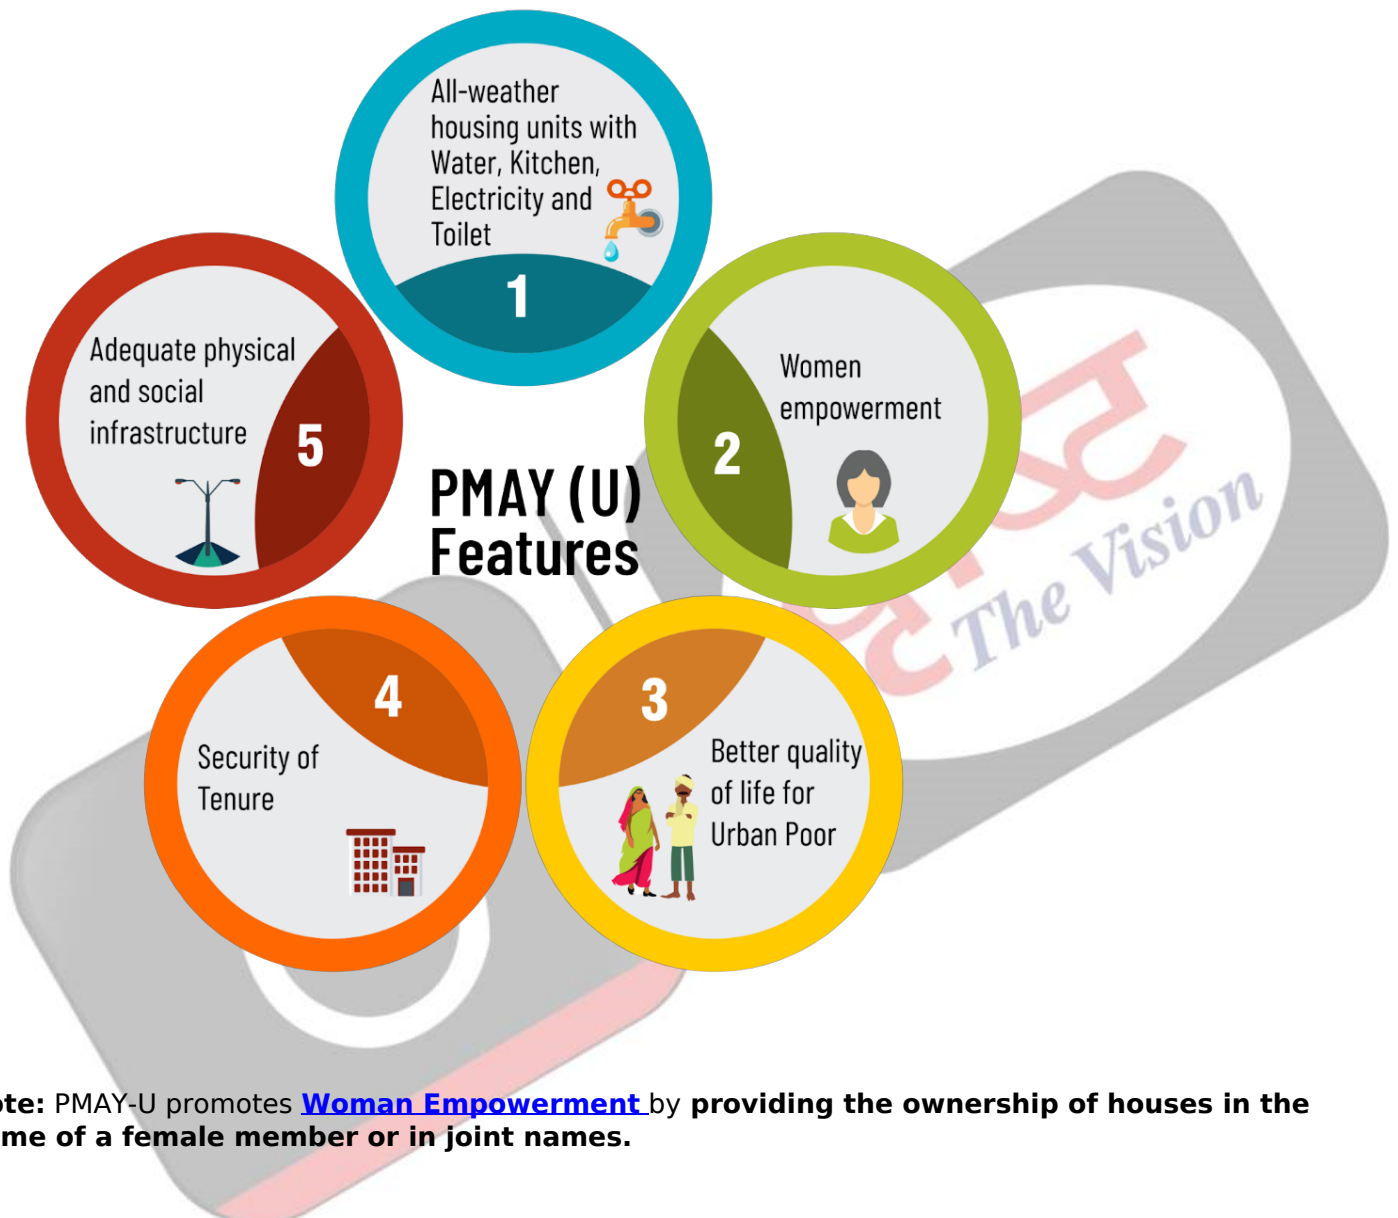 All-weather
housing units with
Water, Kitchen,
Electricity and
Toilet
1
Women
empowerment
2
Better quality
of life for
Urban Poor
3
Security of
Tenure
4
Adequate physical
and social
infrastructure
5
PMAY (U)
Features
The Vision
ote: PMAY-U promotes Woman Empowerment by providing the ownership of houses in the
me of a female member or in joint names.